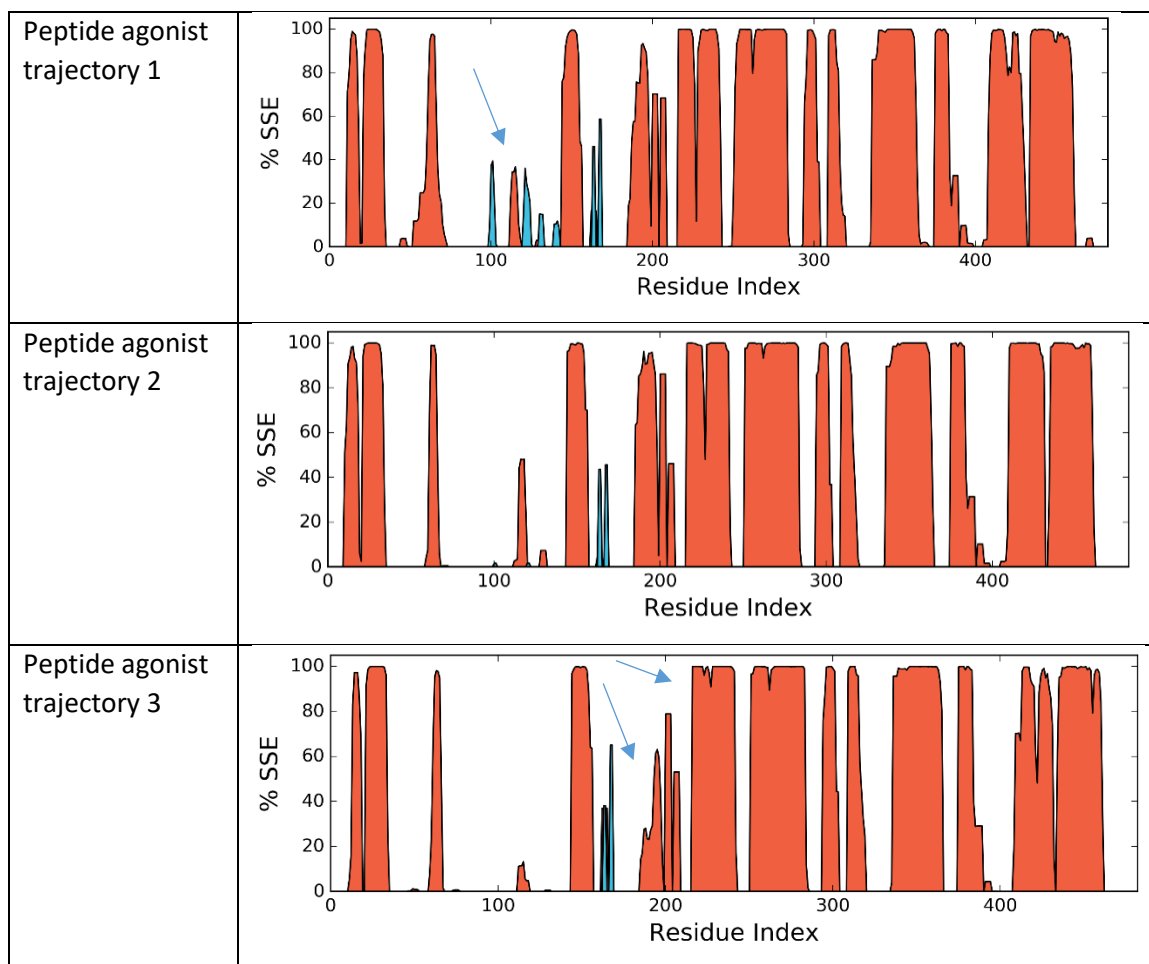 Peptide agonist
trajectory 1
100
80
60
40
20
0
% SSE
0 100 200 300 400
Residue Index
Peptide agonist
trajectory 2
100
80
60
40
20
0
% SSE
0 100 200 300 400
Residue Index
Peptide agonist
trajectory 3
100
80
60
40
20
0
% SSE
0 100 200 300 400
Residue Index